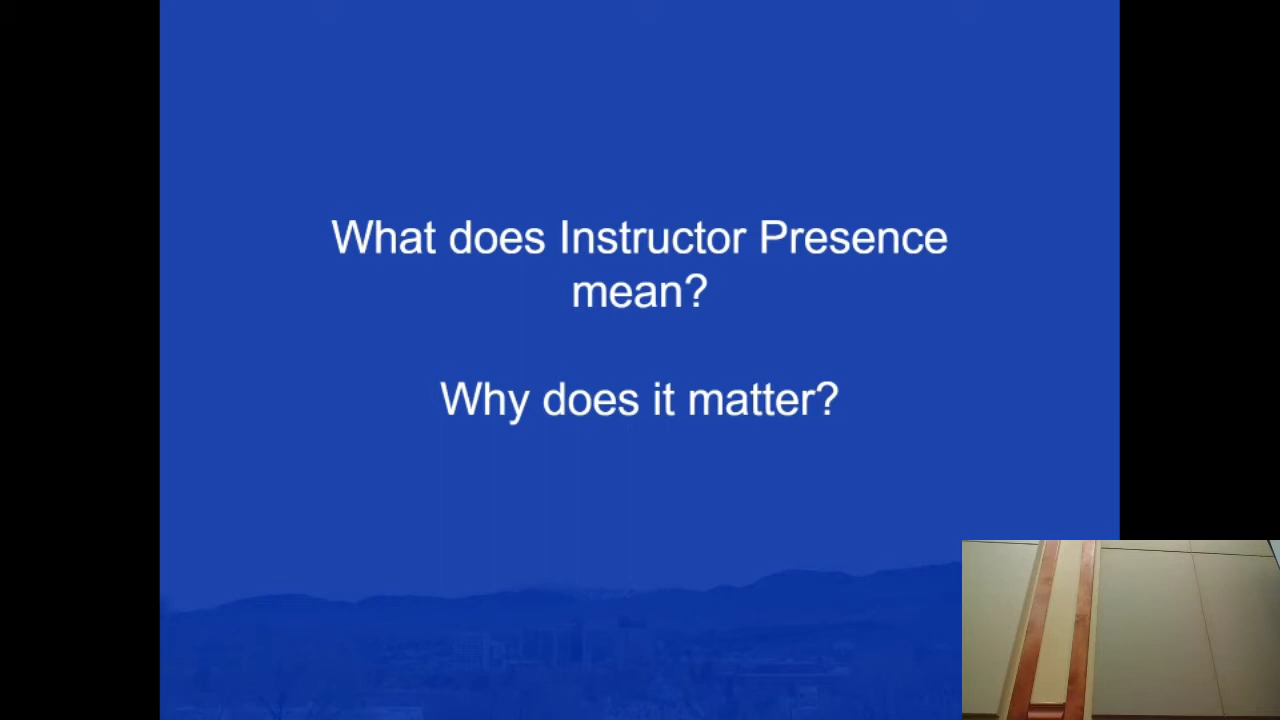 What does Instructor Presence
mean?
Why does it matter?